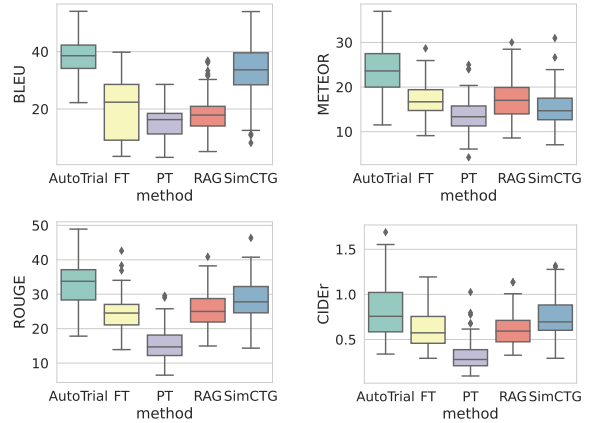 BLEU
40
20
AutoTrial FT PT RAG SimCTG
method
METEOR
30
20
10
AutoTrial FT PT RAG SimCTG
method
ROUGE
50
40
30
20
10
AutoTrial FT PT RAG SimCTG
method
CIDEr
1.5
1.0
0.5
AutoTrial FT PT RAG SimCTG
method